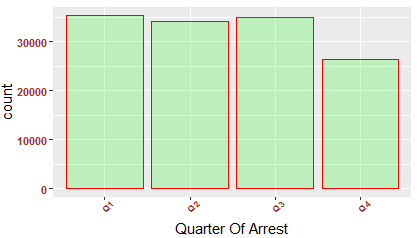 30000
20000
10000
0
count
Q1
Q2
Q3
Q4
Quarter Of Arrest